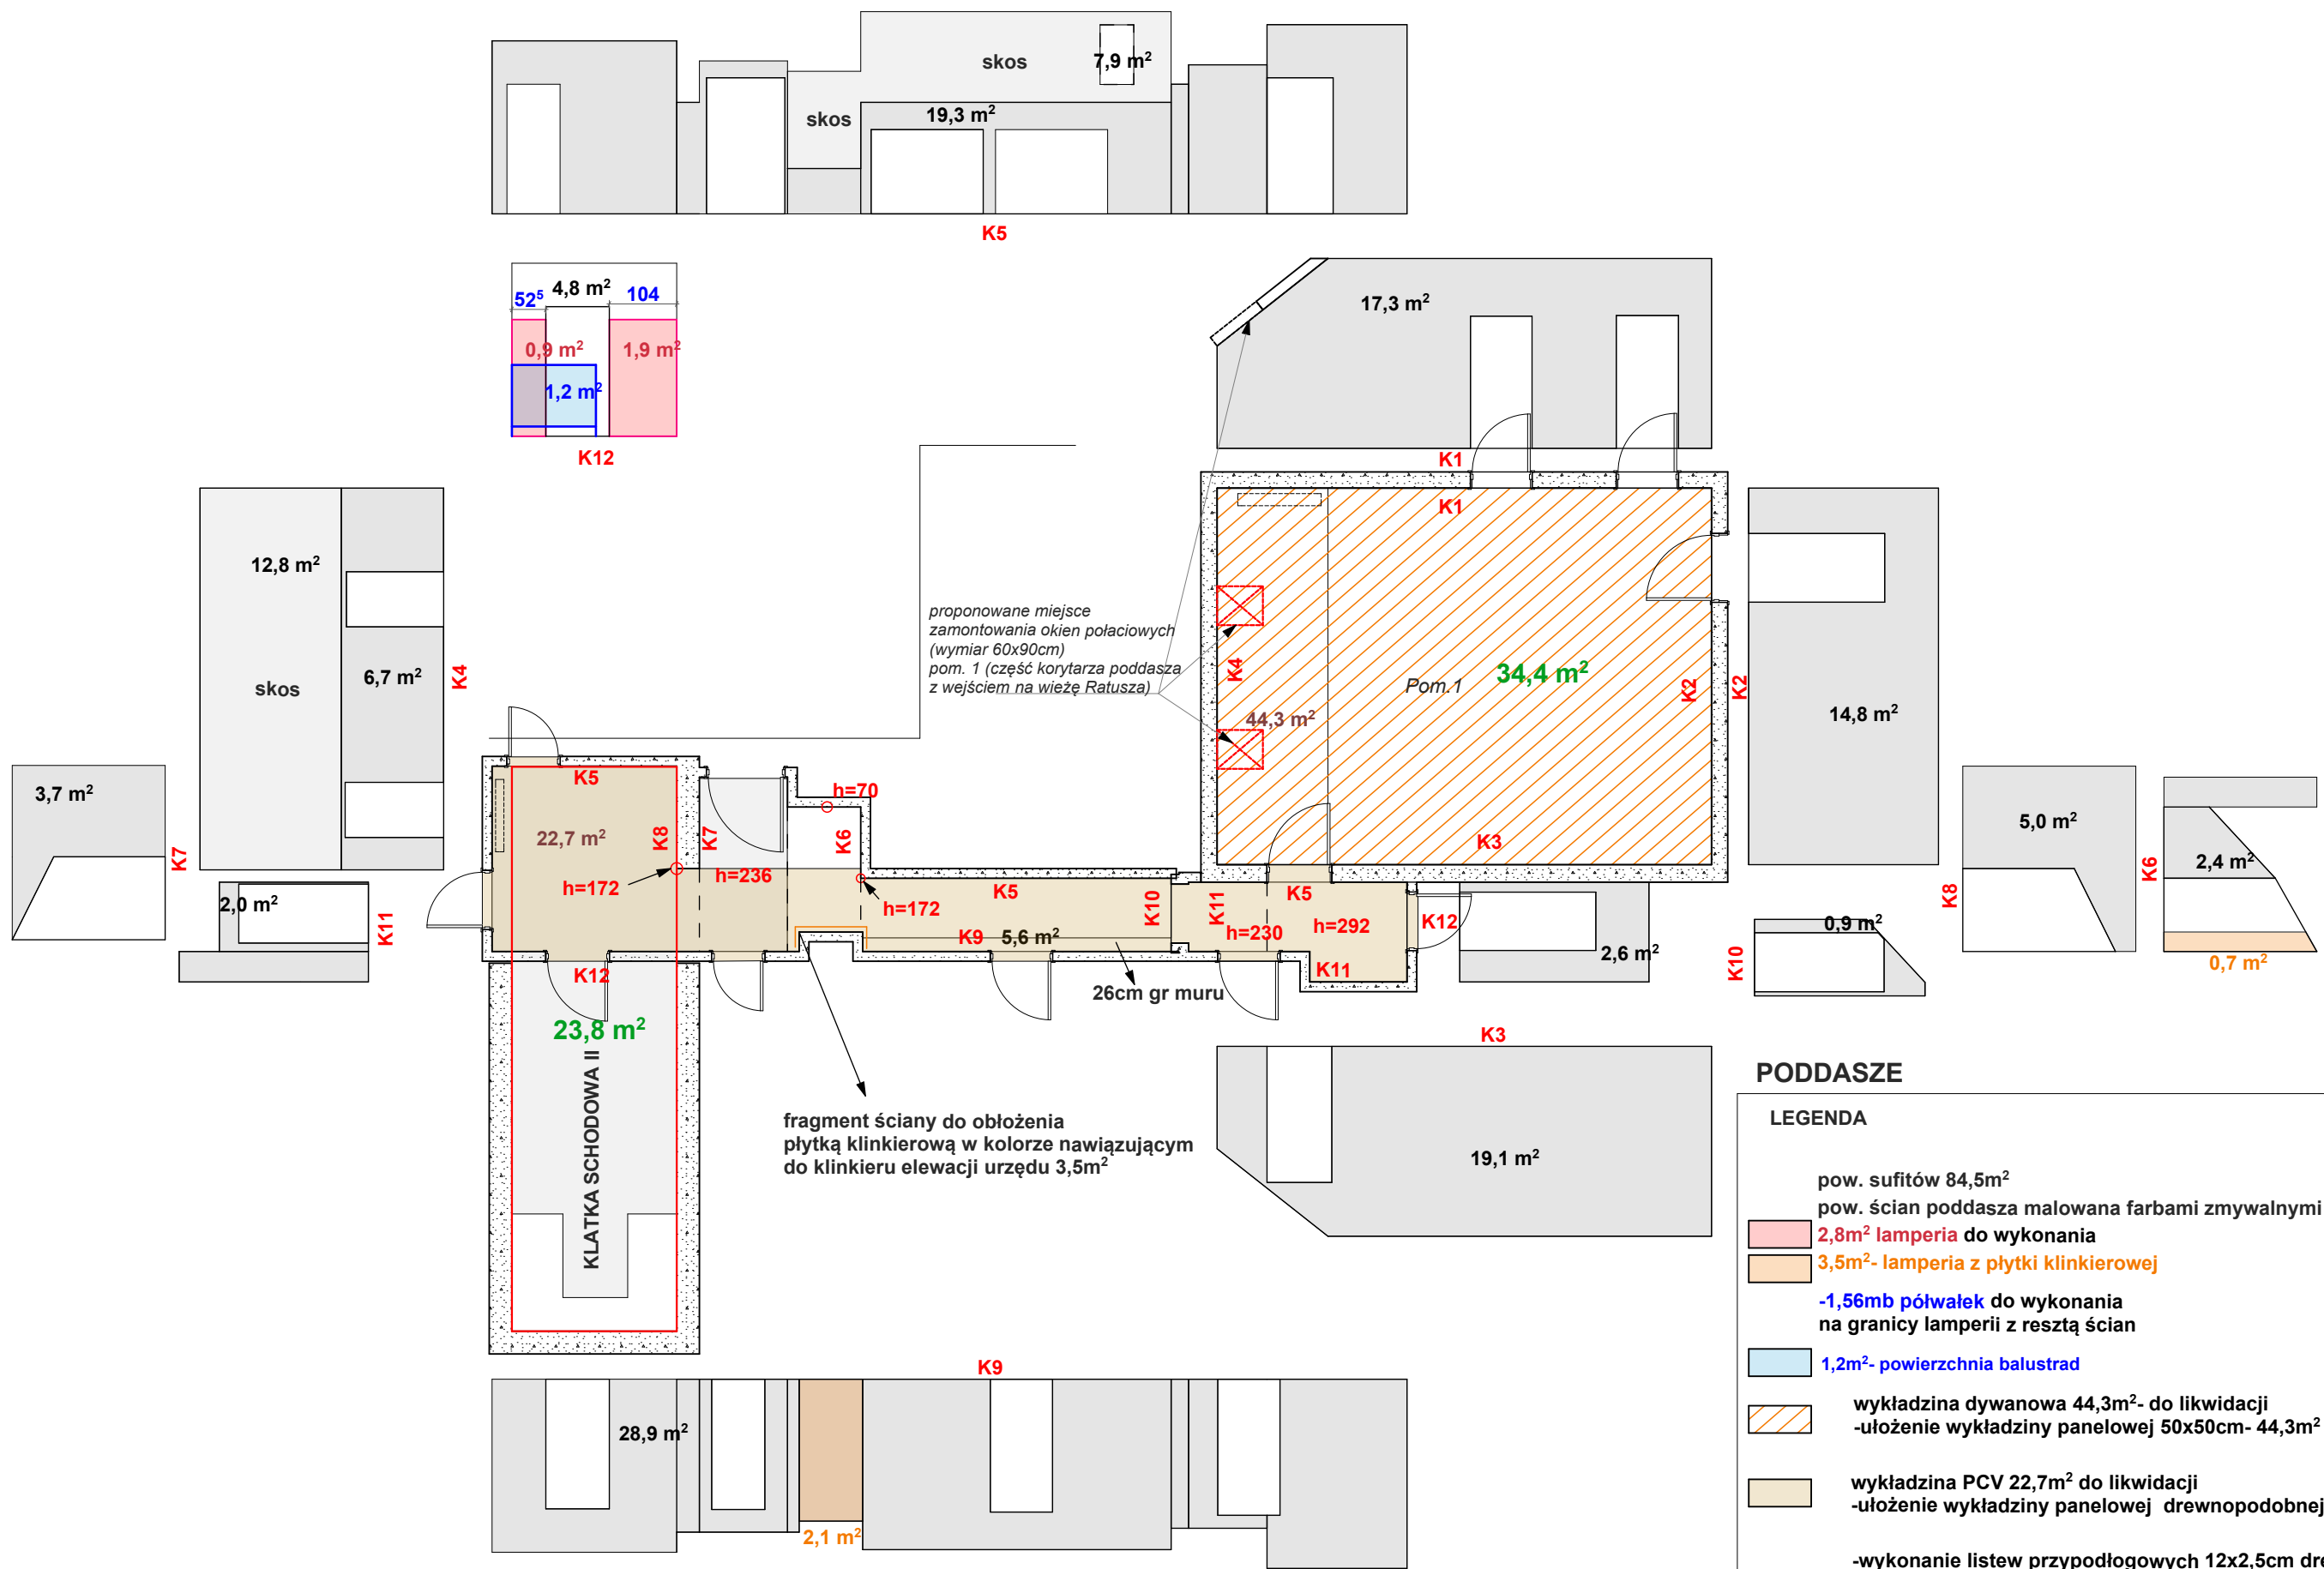 skos
7,9 m²
skos
19,3 m²
K5
4,8 m²
52⁵
104
0,9 m²
1,9 m²
1,2 m²
K12
17,3 m²
K1
K1
12,8 m²
skos
6,7 m²
K4
proponowane miejsce
zamontowania okien połaciowych
(wymiar 60x90cm)
pom. 1 (część korytarza poddasza
z wejściem na wieżę Ratusza)
K4
Pom.1
34,4 m²
44,3 m²
K2
K2
14,8 m²
K3
3,7 m²
K7
2,0 m²
K11
K5
22,7 m²
K8
K7
h=172
h=236
h=70
K6
h=172
K5
K9
5,6 m²
K10
K11
K5
h=230
h=292
K12
K11
26cm gr muru
2,6 m²
5,0 m²
K8
K6
2,4 m²
0,7 m²
0,9 m²
K10
K12
23,8 m²
KLATKA SCHODOWA II
fragment ściany do obłożenia
płytką klinkierową w kolorze nawiązującym
do klinkieru elewacji urzędu 3,5m²
K3
19,1 m²
K9
28,9 m²
2,1 m²
PODDASZE
LEGENDA
pow. sufitów 84,5m²
pow. ścian poddasza malowana farbami zmywalnymi
2,8m² lamperia do wykonania
3,5m²- lamperia z płytki klinkierowej
-1,56mb półwałek do wykonania
na granicy lamperii z resztą ścian
1,2m²- powierzchnia balustrad
wykładzina dywanowa 44,3m²- do likwidacji
-ułożenie wykładziny panelowej 50x50cm- 44,3m²
wykładzina PCV 22,7m² do likwidacji
-ułożenie wykładziny panelowej drewnopodobnej
-wykonanie listew przypodłogowych 12x2,5cm